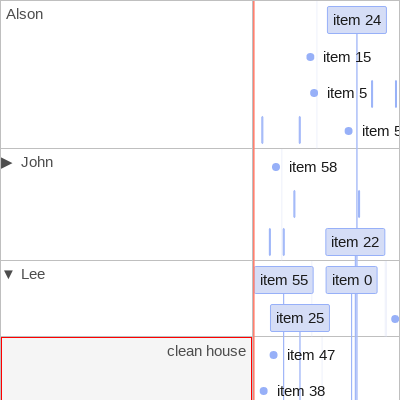 Alson
item 24
item 15
item 5
item 5
▶ John
item 58
item 22
▼ Lee
item 55
item 0
item 25
clean house
item 47
item 38